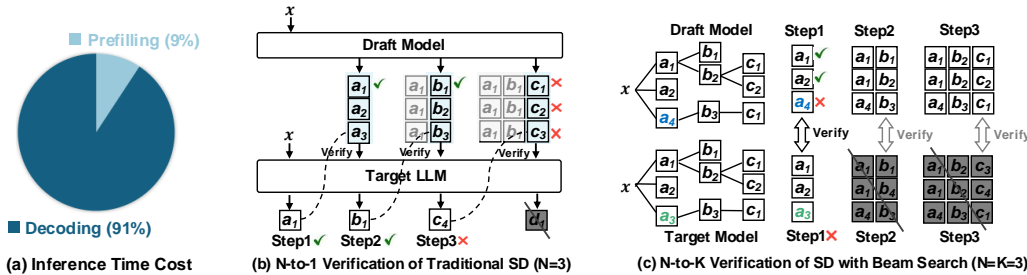 Prefilling (9%)
Decoding (91%)
(a) Inference Time Cost
x
Draft Model
a1 ✓ a1 b1 ✓ a1 b1 c1 ✗
a2 a1 b2 a1 b1 c2 ✗
a3 a1 b3 a1 b1 c3 ✗
x
Verify Verify Verify
Target LLM
a1 b1 c4 d1
Step1 ✓ Step2 ✓ Step3 ✗
(b) N-to-1 Verification of Traditional SD (N=3)
Draft Model Step1 Step2 Step3
x a1 b1 c1
a2 b2 c2
a4 b3 c1
a1 ✓ a1 b1 a1 b2 c1
a2 ✓ a1 b2 a1 b2 c2
a4 ✗ a4 b3 a4 b3 c1
Verify Verify Verify
x a1 b1 c1
a2 b2 c2
a3 b3 c1
a1 a1 b1 a1 b2 c3
a2 a1 b4 a1 b2 c4
a3 a4 b3 a4 b3 c1
Target Model Step1 ✗ Step2 Step3
(c) N-to-K Verification of SD with Beam Search (N=K=3)